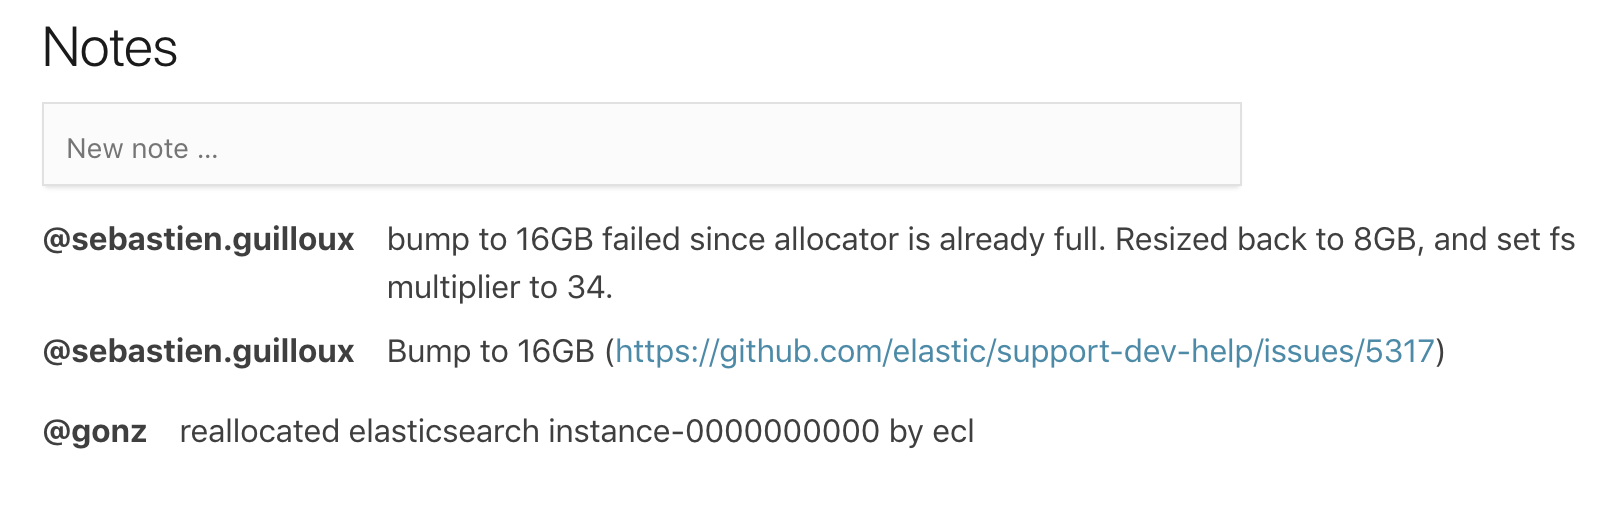 Notes
New note ...
@sebastien.guilloux bump to 16GB failed since allocator is already full. Resized back to 8GB, and set fs
multiplier to 34.
@sebastien.guilloux Bump to 16GB (https://github.com/elastic/support-dev-help/issues/5317)
@gonz reallocated elasticsearch instance-0000000000 by ecl